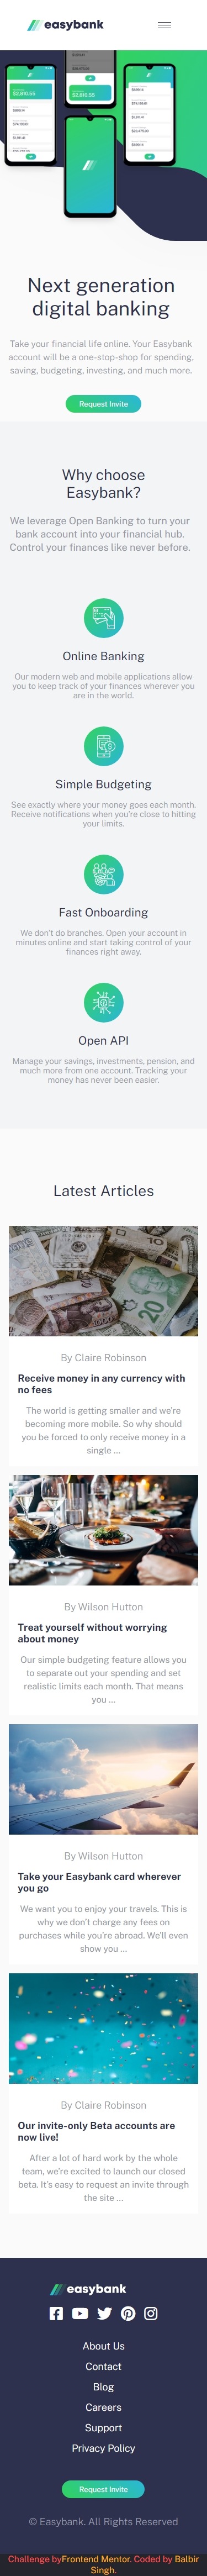 easybank
Next generation
digital banking
Take your financial life online. Your Easybank
account will be a one-stop-shop for spending,
saving, budgeting, investing, and much more.
Request Invite
Why choose
Easybank?
We leverage Open Banking to turn your
bank account into your financial hub.
Control your finances like never before.
Online Banking
Our modern web and mobile applications allow
you to keep track of your finances wherever you
are in the world.
Simple Budgeting
See exactly where your money goes each month.
Receive notifications when you're close to hitting
your limits.
Fast Onboarding
We don't do branches. Open your account in
minutes online and start taking control of your
finances right away.
Open API
Manage your savings, investments, pension, and
much more from one account. Tracking your
money has never been easier.
Latest Articles
By Claire Robinson
Receive money in any currency with
no fees
The world is getting smaller and we're
becoming more mobile. So why should
you be forced to only receive money in a
single ...
By Wilson Hutton
Treat yourself without worrying
about money
Our simple budgeting feature allows you
to separate out your spending and set
realistic limits each month. That means
you ...
By Wilson Hutton
Take your Easybank card wherever
you go
We want you to enjoy your travels. This is
why we don't charge any fees on
purchases while you're abroad. We'll even
show you ...
By Claire Robinson
Our invite-only Beta accounts are
now live!
After a lot of hard work by the whole
team, we're excited to launch our closed
beta. It's easy to request an invite through
the site ...
easybank
About Us
Contact
Blog
Careers
Support
Privacy Policy
Request Invite
© Easybank. All Rights Reserved
Challenge byFrontend Mentor. Coded by Balbir
Singh.